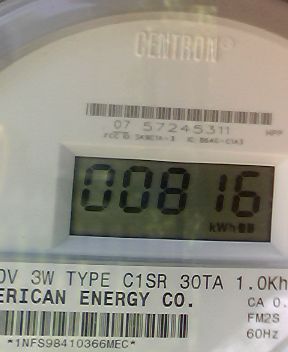 CENTRON®
07 57245311
00816
kWh
0V 3W TYPE C1SR 30TA 1.0Kh
ERICAN ENERGY CO. CA 0.
FM2S
*1NFS98410366MEC* 60Hz